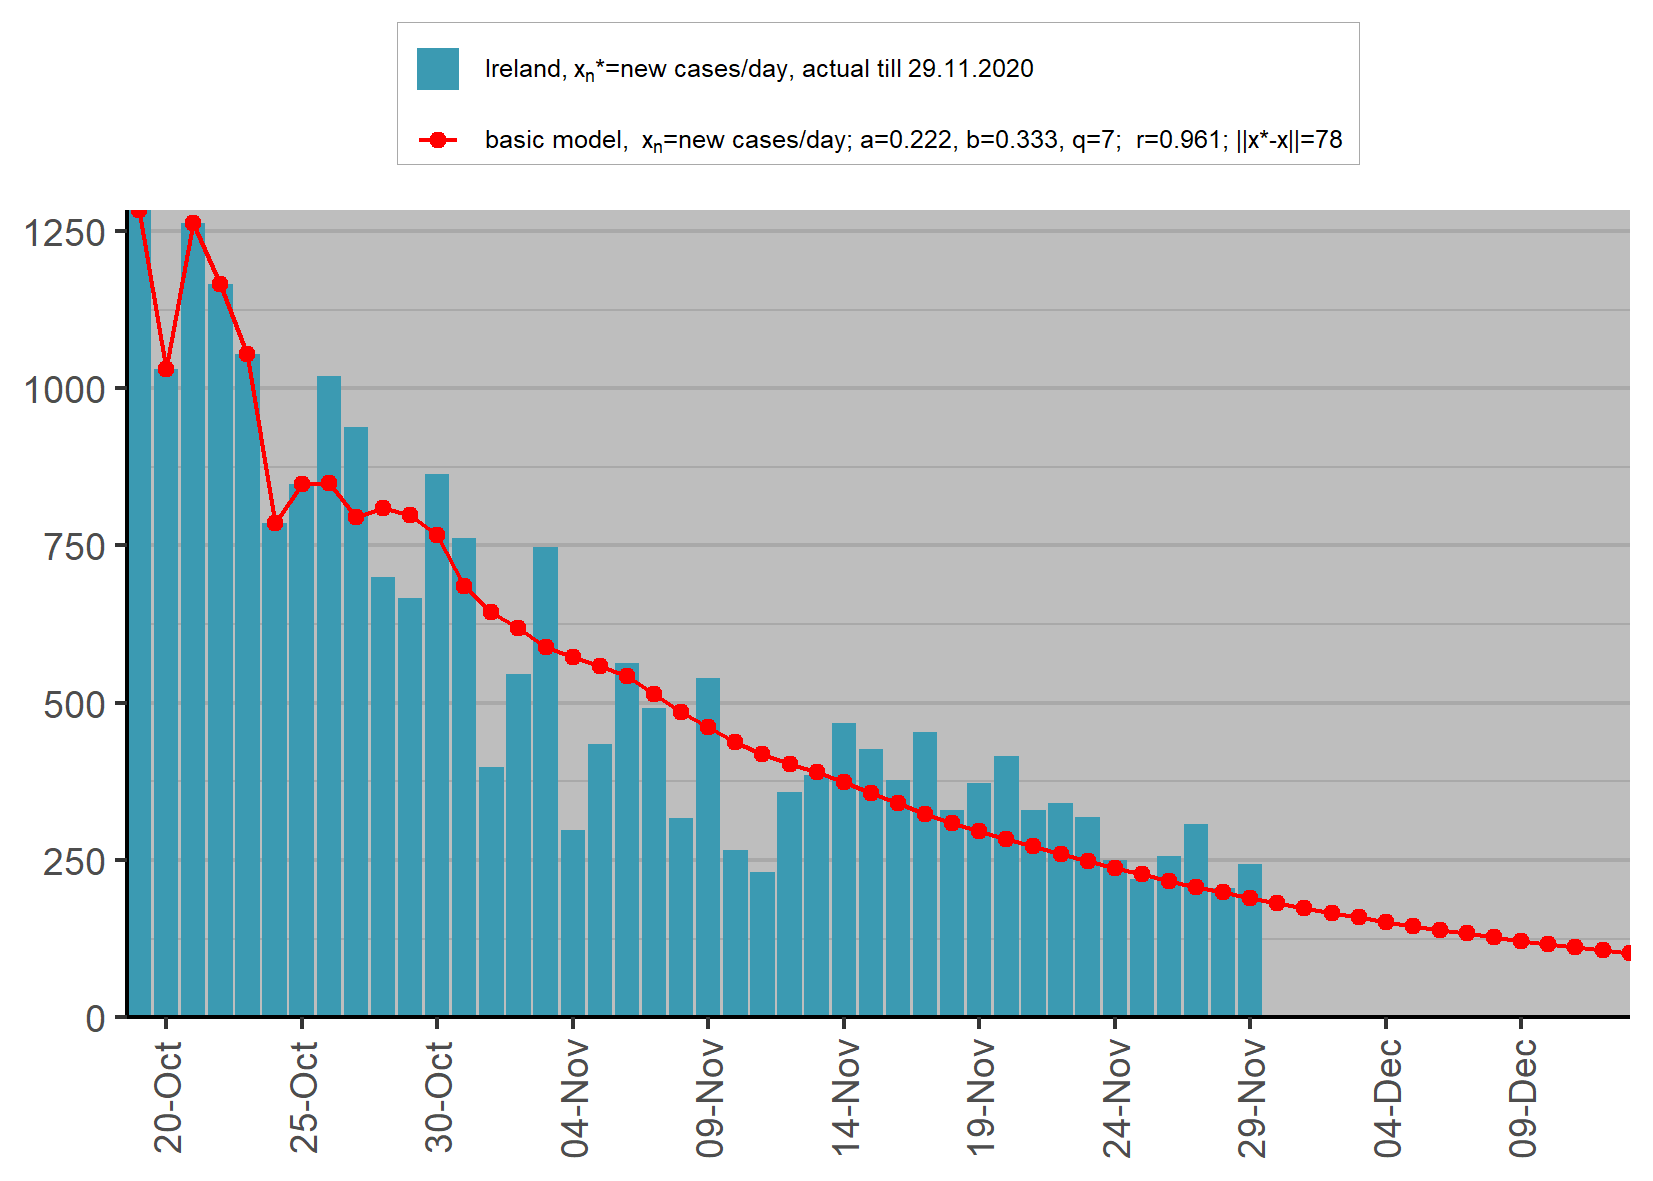 Ireland, xn*=new cases/day, actual till 29.11.2020
basic model,  xn=new cases/day; a=0.222, b=0.333, q=7;  r=0.961; ||x*-x||=78
1250
1000
750
500
250
0
20-Oct
25-Oct
30-Oct
04-Nov
09-Nov
14-Nov
19-Nov
24-Nov
29-Nov
04-Dec
09-Dec